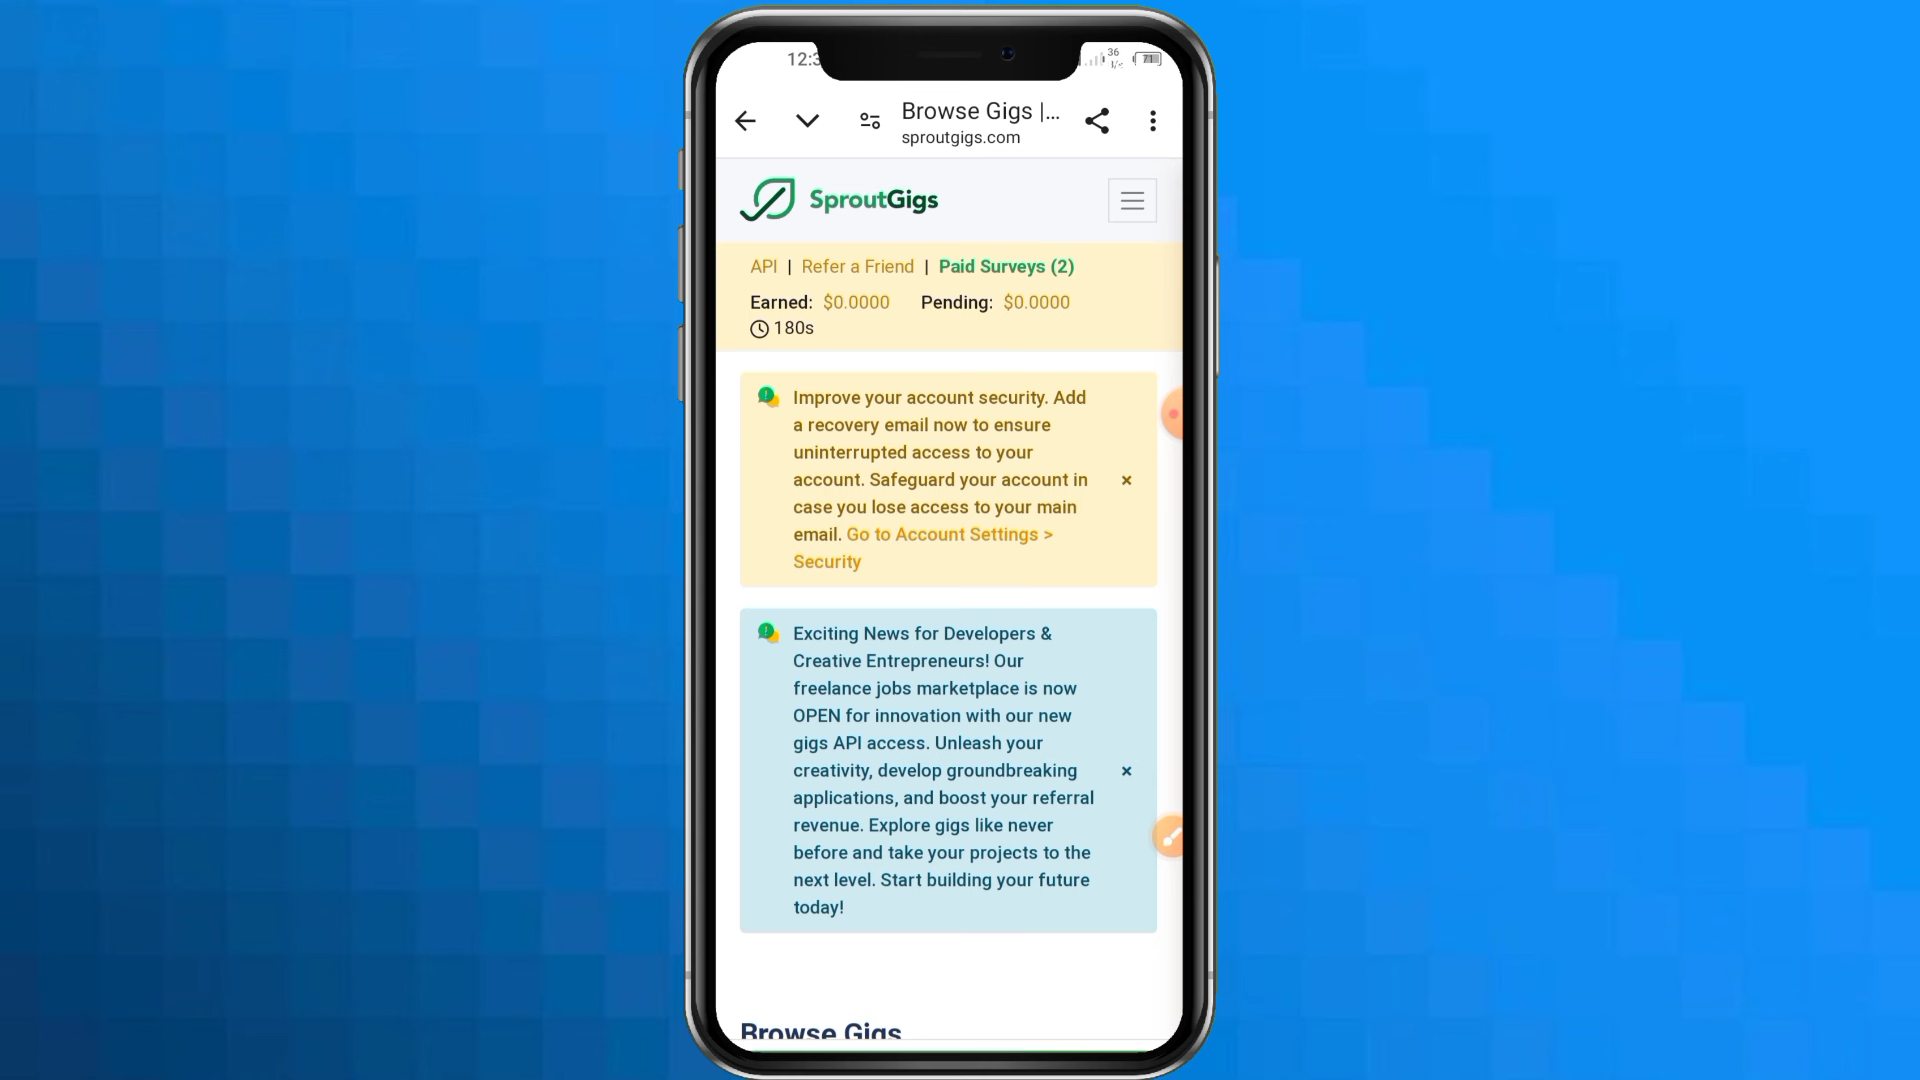 36
71
Browse Gigs |...
sproutgigs.com
SproutGigs
API | Refer a Friend | Paid Surveys (2)
Earned: $0.0000 Pending: $0.0000
180s
Improve your account security. Add
a recovery email now to ensure
uninterrupted access to your
account. Safeguard your account in
case you lose access to your main
email. Go to Account Settings >
Security
Exciting News for Developers &
Creative Entrepreneurs! Our
freelance jobs marketplace is now
OPEN for innovation with our new
gigs API access. Unleash your
creativity, develop groundbreaking
applications, and boost your referral
revenue. Explore gigs like never
before and take your projects to the
next level. Start building your future
today!
Browse Gigs